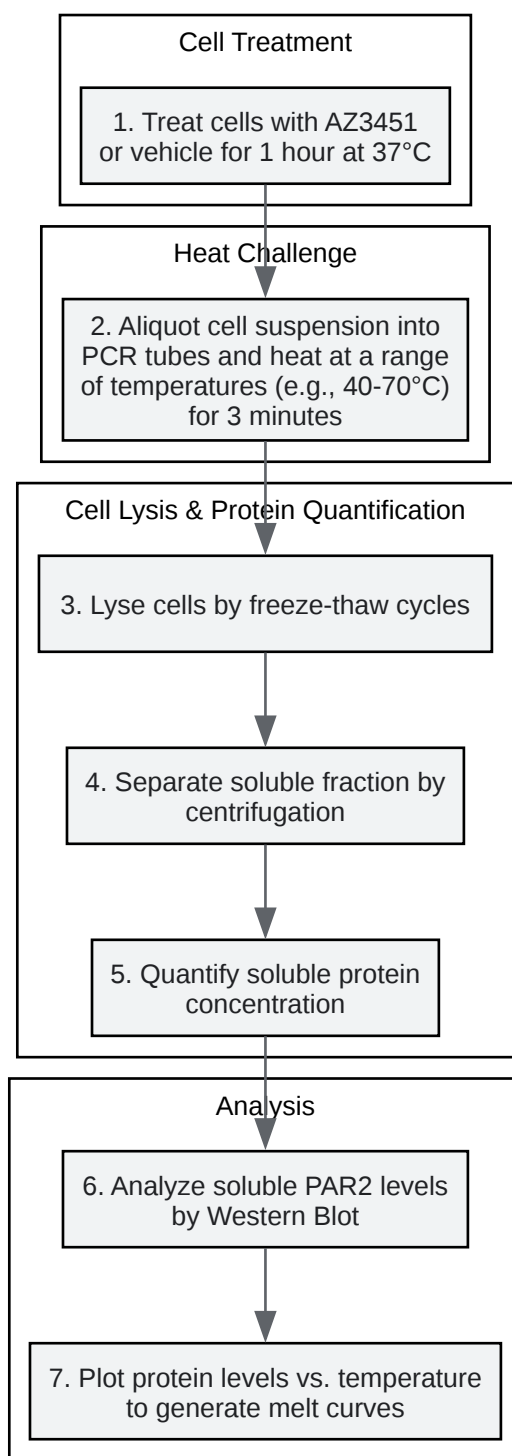 Cell Treatment
1. Treat cells with AZ3451
or vehicle for 1 hour at 37°C
Heat Challenge
2. Aliquot cell suspension into
PCR tubes and heat at a range
of temperatures (e.g., 40-70°C)
for 3 minutes
Cell Lysis & Protein Quantification
3. Lyse cells by freeze-thaw cycles
4. Separate soluble fraction by
centrifugation
5. Quantify soluble protein
concentration
Analysis
6. Analyze soluble PAR2 levels
by Western Blot
7. Plot protein levels vs. temperature
to generate melt curves